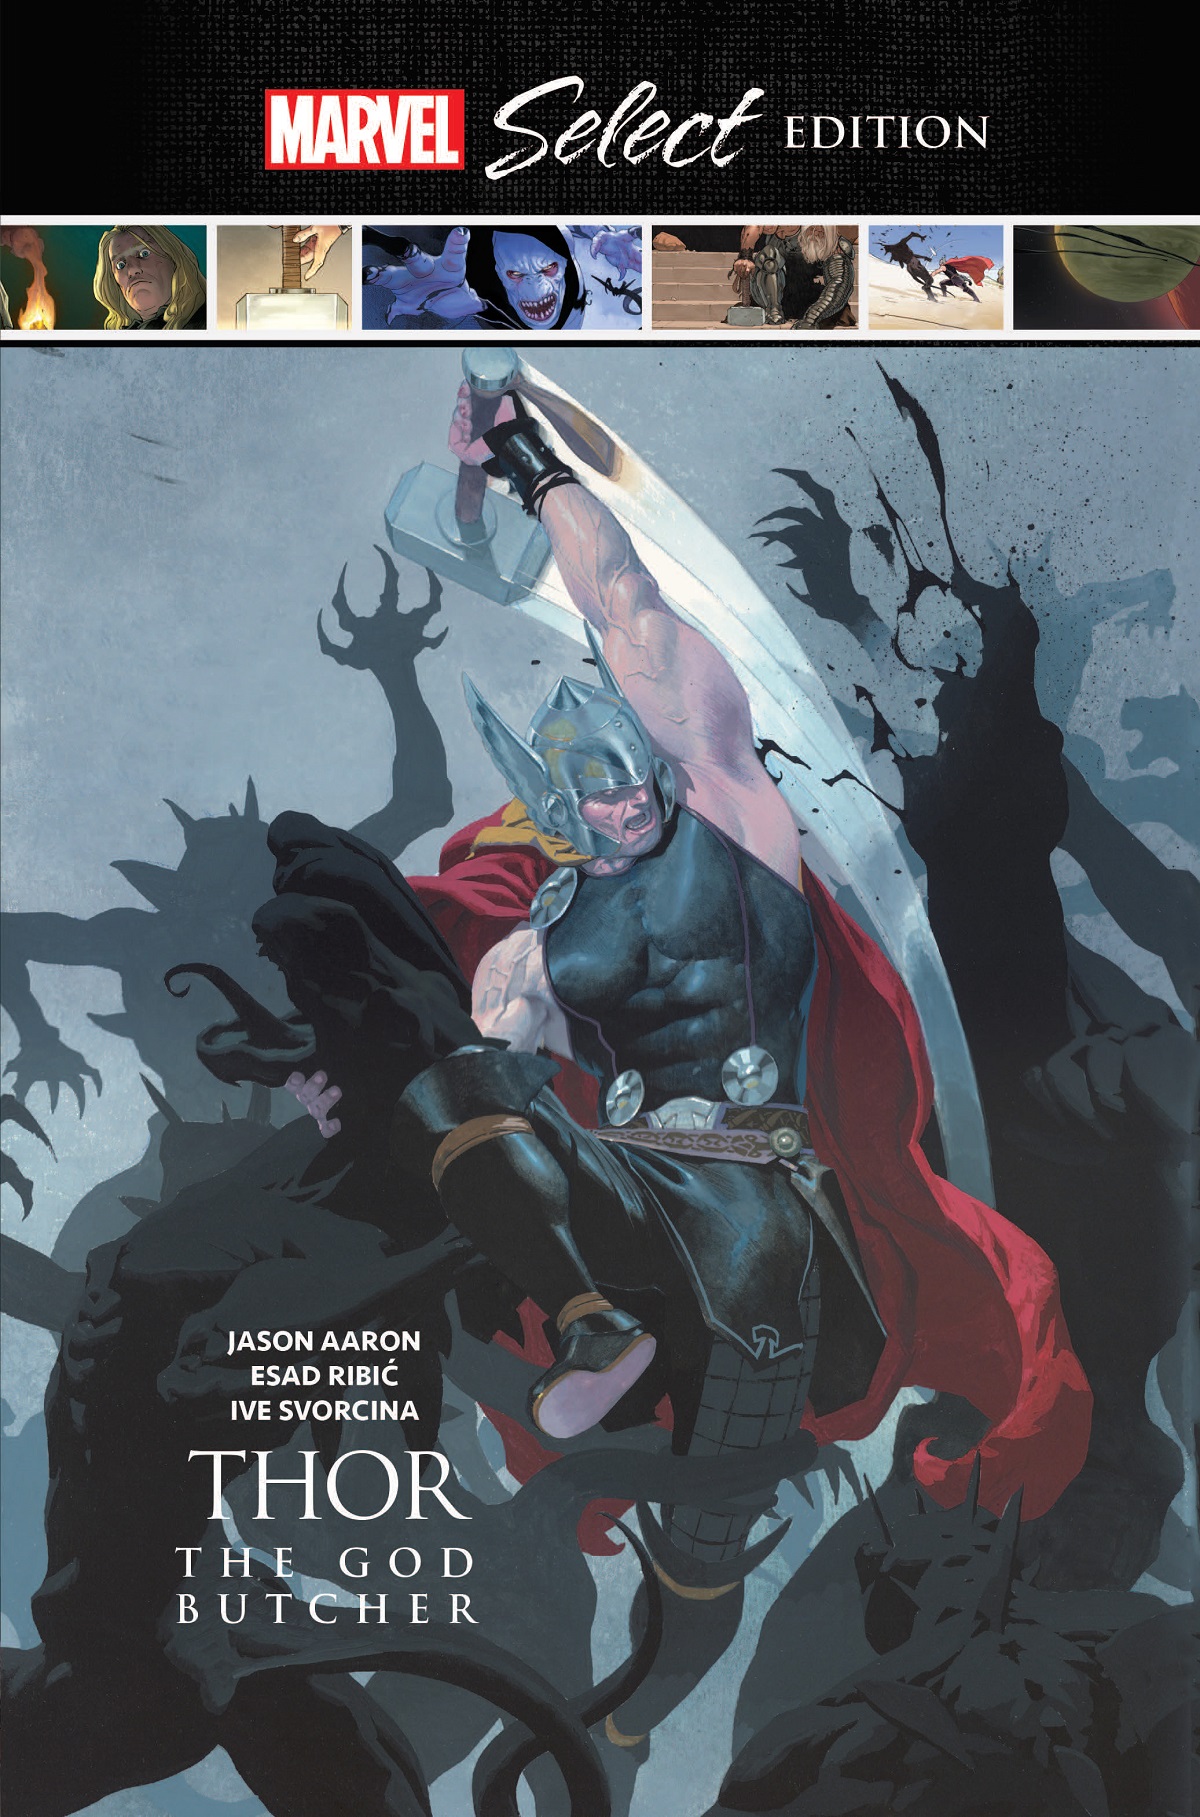 MARVEL Select EDITION
JASON AARON
ESAD RIBIĆ
IVE SVORCINA
THOR
THE GOD
BUTCHER